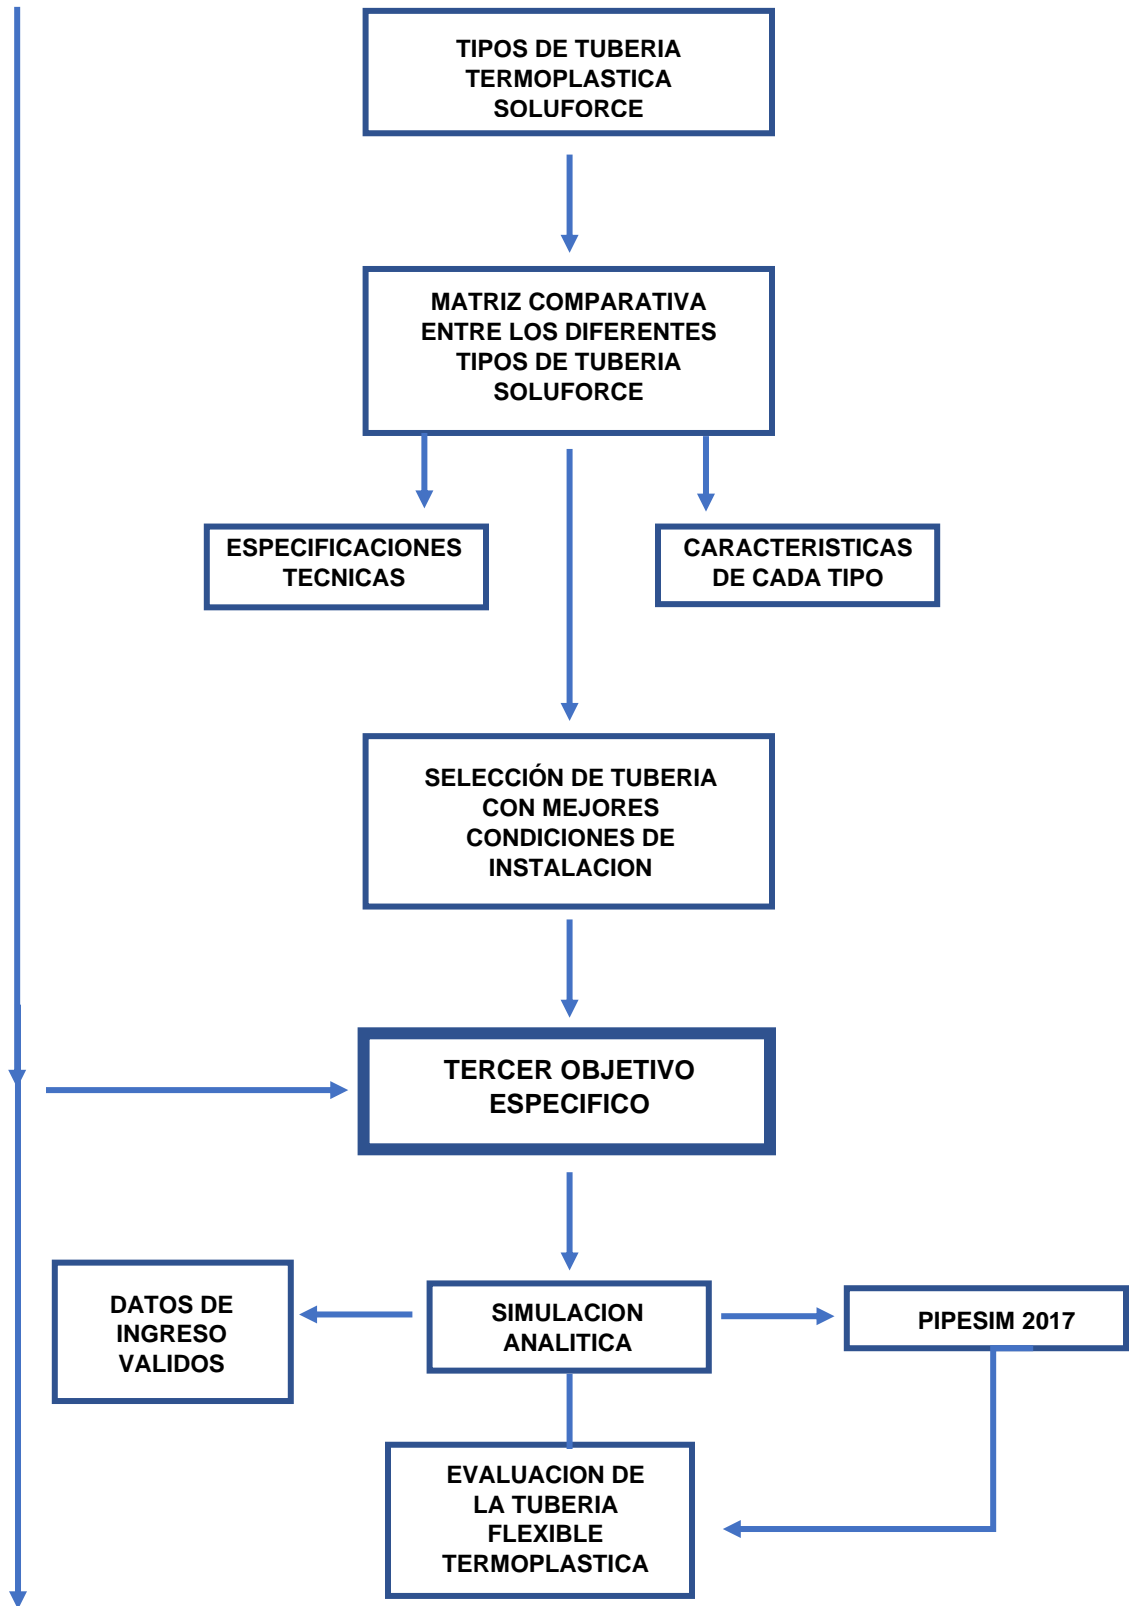 TIPOS DE TUBERIA
TERMOPLASTICA
SOLUFORCE
MATRIZ COMPARATIVA
ENTRE LOS DIFERENTES
TIPOS DE TUBERIA
SOLUFORCE
ESPECIFICACIONES
TECNICAS
CARACTERISTICAS
DE CADA TIPO
SELECCIÓN DE TUBERIA
CON MEJORES
CONDICIONES DE
INSTALACION
TERCER OBJETIVO
ESPECIFICO
DATOS DE
INGRESO
VALIDOS
SIMULACION
ANALITICA
PIPESIM 2017
EVALUACION DE
LA TUBERIA
FLEXIBLE
TERMOPLASTICA